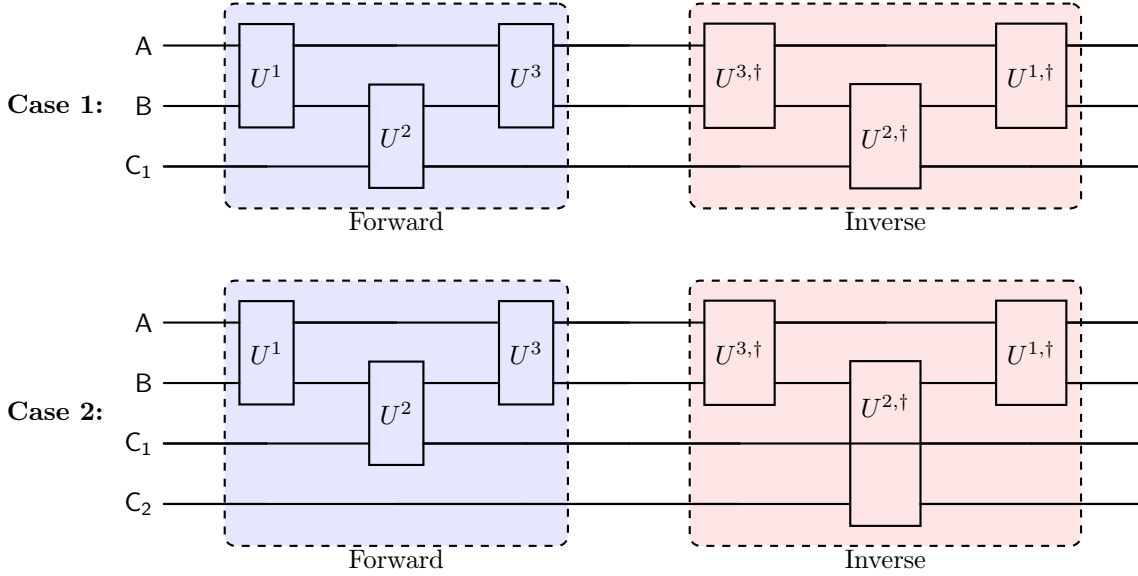 Case 1:
A
B
C₁
U¹
U²
U³
Forward
U³,†
U²,†
U¹,†
Inverse
Case 2:
A
B
C₁
C₂
U¹
U²
U³
Forward
U³,†
U²,†
U¹,†
Inverse